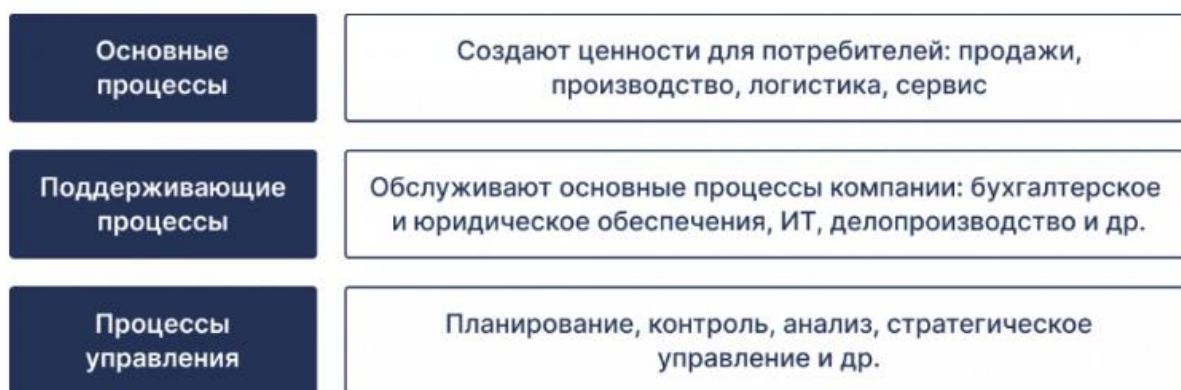 Основные
процессы
Создают ценности для потребителей: продажи,
производство, логистика, сервис
Поддерживающие
процессы
Обслуживают основные процессы компании: бухгалтерское
и юридическое обеспечения, ИТ, делопроизводство и др.
Процессы
управления
Планирование, контроль, анализ, стратегическое
управление и др.